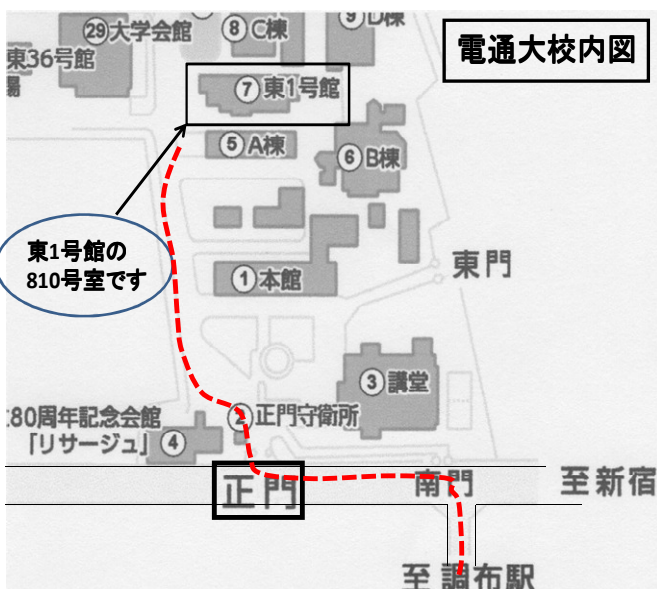 電通大校内図
⑨D棟
⑧C棟
㉙大学会館
東36号館
⑦東1号館
⑤A棟
⑥B棟
東1号館の
810号室です
東門
①本館
③講堂
80周年記念会館
「リサージュ」④
②正門守衛所
正門
南門
至新宿
至調布駅